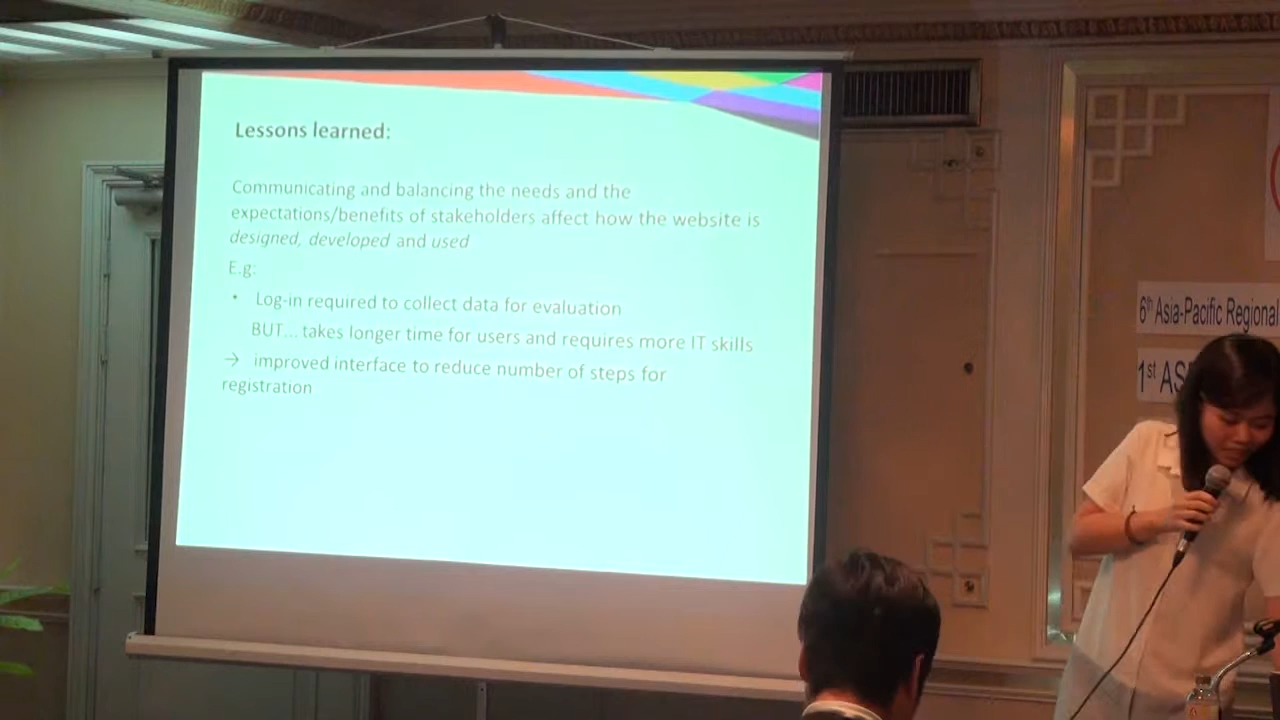 Lessons learned:
Communicating and balancing the needs and the
expectations/benefits of stakeholders affect how the website is
designed, developed and used
E.g:
• Log-in required to collect data for evaluation
BUT... takes longer time for users and requires more IT skills
→ improved interface to reduce number of steps for
registration
6th Asia-Pacific Regional
1st